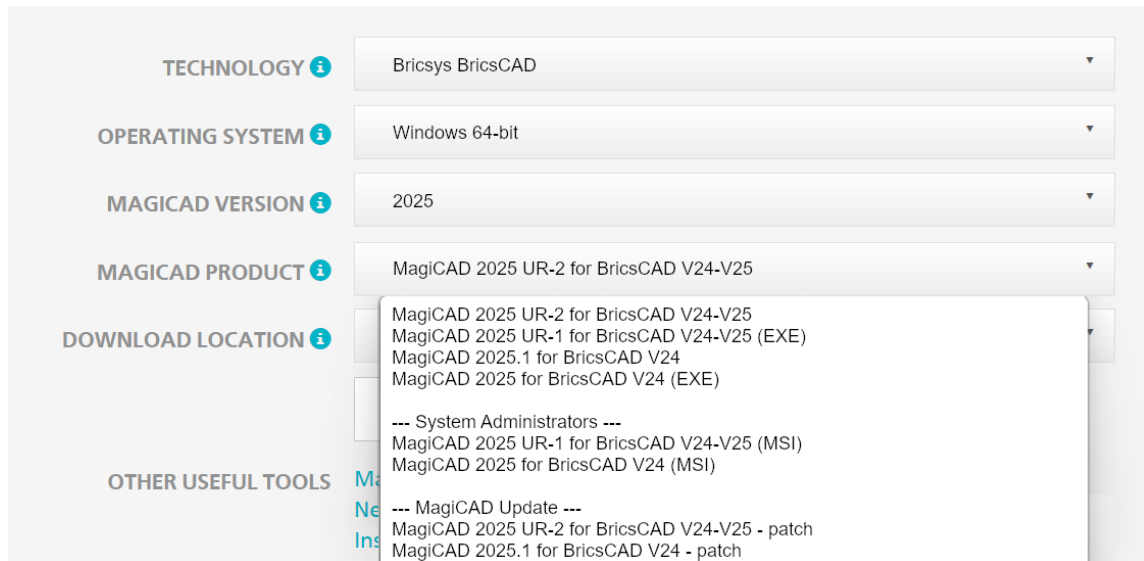 TECHNOLOGY
Bricsys BricsCAD
OPERATING SYSTEM
Windows 64-bit
MAGICAD VERSION
2025
MAGICAD PRODUCT
MagiCAD 2025 UR-2 for BricsCAD V24-V25
MagiCAD 2025 UR-2 for BricsCAD V24-V25
MagiCAD 2025 UR-1 for BricsCAD V24-V25 (EXE)
DOWNLOAD LOCATION
MagiCAD 2025.1 for BricsCAD V24
MagiCAD 2025 for BricsCAD V24 (EXE)
--- System Administrators ---
MagiCAD 2025 UR-1 for BricsCAD V24-V25 (MSI)
MagiCAD 2025 for BricsCAD V24 (MSI)
OTHER USEFUL TOOLS
--- MagiCAD Update ---
MagiCAD 2025 UR-2 for BricsCAD V24-V25 - patch
MagiCAD 2025.1 for BricsCAD V24 - patch